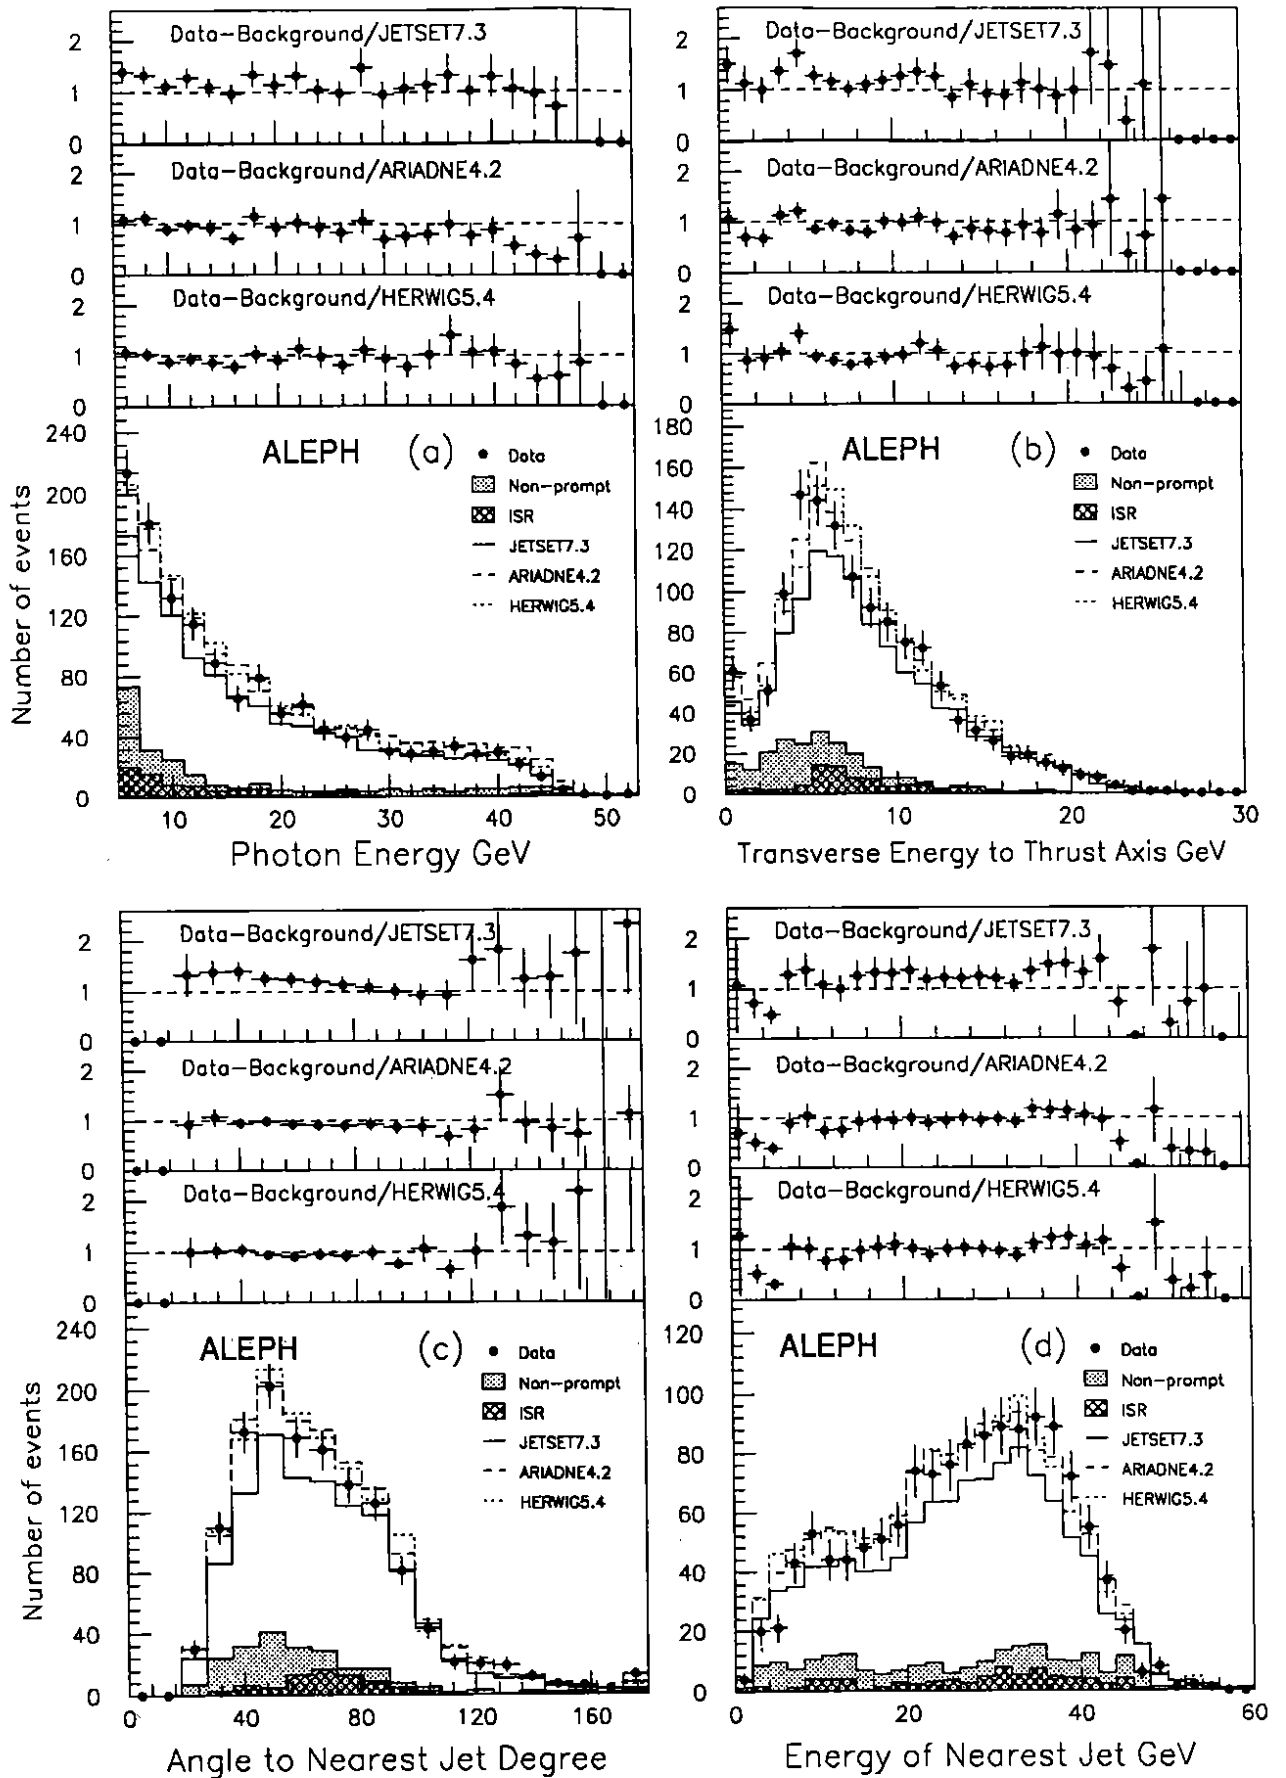 Data-Background/JETSET7.3
2
1
0
Data-Background/ARIADNE4.2
2
1
0
Data-Background/HERWIG5.4
2
1
0
ALEPH (a)
Data
Non-prompt
ISR
JETSET7.3
ARIADNE4.2
HERWIG5.4
240
200
160
120
80
40
0
Number of events
10 20 30 40 50
Photon Energy GeV
Data-Background/JETSET7.3
2
1
0
Data-Background/ARIADNE4.2
2
1
0
Data-Background/HERWIG5.4
2
1
0
ALEPH (b)
Data
Non-prompt
ISR
JETSET7.3
ARIADNE4.2
HERWIG5.4
180
160
140
120
100
80
60
40
20
0
0 10 20 30
Transverse Energy to Thrust Axis GeV
Data-Background/JETSET7.3
2
1
0
Data-Background/ARIADNE4.2
2
1
0
Data-Background/HERWIG5.4
2
1
0
ALEPH (c)
Data
Non-prompt
ISR
JETSET7.3
ARIADNE4.2
HERWIG5.4
240
200
160
120
80
40
0
Number of events
0 40 80 120 160
Angle to Nearest Jet Degree
Data-Background/JETSET7.3
2
1
0
Data-Background/ARIADNE4.2
2
1
0
Data-Background/HERWIG5.4
2
1
0
ALEPH (d)
Data
Non-prompt
ISR
JETSET7.3
ARIADNE4.2
HERWIG5.4
120
100
80
60
40
20
0
0 20 40 60
Energy of Nearest Jet GeV